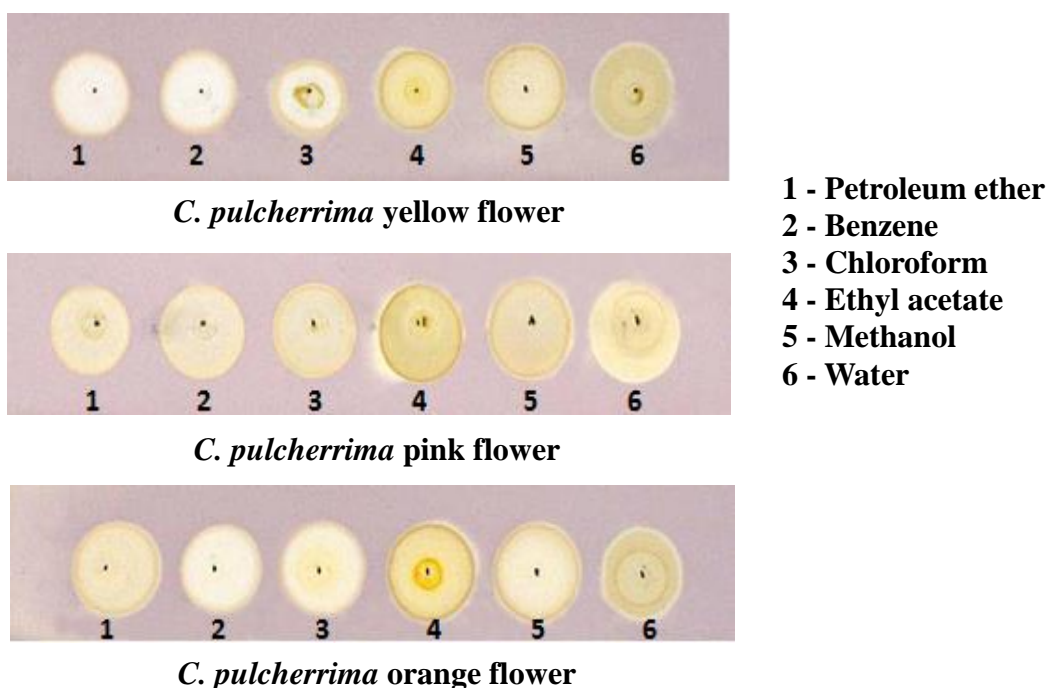 1 2 3 4 5 6
C. pulcherrima yellow flower
1 2 3 4 5 6
C. pulcherrima pink flower
1 2 3 4 5 6
C. pulcherrima orange flower
1 - Petroleum ether
2 - Benzene
3 - Chloroform
4 - Ethyl acetate
5 - Methanol
6 - Water